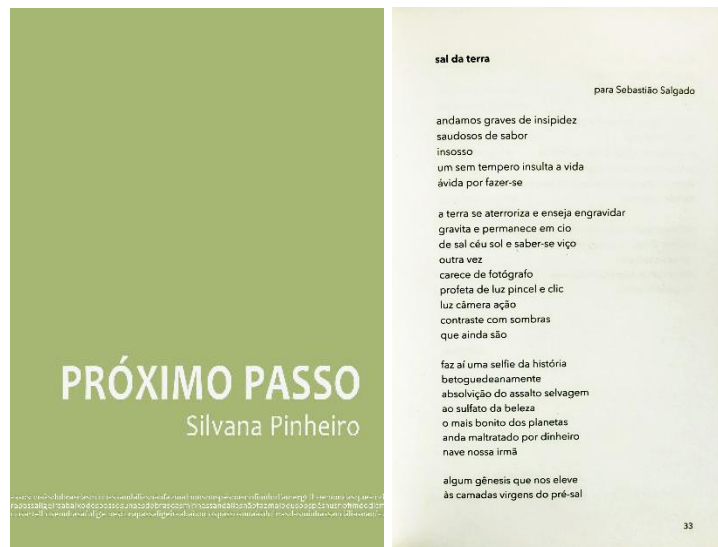 PRÓXIMO PASSO
Silvana Pinheiro
sal da terra
para Sebastião Salgado
andamos graves de insipidez
saudosos de sabor
insosso
um sem tempero insulta a vida
ávida por fazer-se
a terra se aterroriza e enseja engravidar
gravita e permanece em cio
de sal céu sol e saber-se viço
outra vez
carece de fotógrafo
profeta de luz pincel e clic
luz câmera ação
contraste com sombras
que ainda são
faz aí uma selfie da história
betoguedeanamente
absolvição do assalto selvagem
ao sulfato da beleza
o mais bonito dos planetas
anda maltratado por dinheiro
nave nossa irmã
algum gênesis que nos eleve
às camadas virgens do pré-sal
33